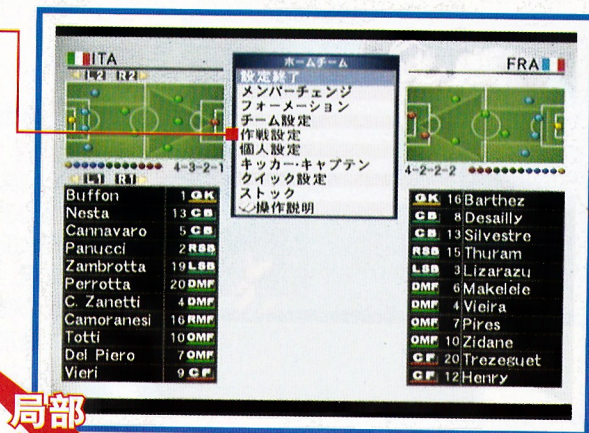 ITA
L2 R2
4-3-2-1
L1 R1
Buffon 1 GK
Nesta 13 CB
Cannavaro 5 CB
Panucci 2 RSB
Zambrotta 19 LSB
Perrotta 20 DMF
C. Zanetti 4 DMF
Camoranesi 16 RMF
Totti 10 OMF
Del Piero 7 OMF
Vieri 9 CF
ホームチーム
設定終了
メンバーチェンジ
フォーメーション
チーム設定
作戦設定
個人設定
キッカー・キャプテン
クイック設定
ストック
操作説明
FRA
4-2-2-2
GK 16 Barthez
CB 8 Desailly
CB 13 Silvestre
RSB 15 Thuram
LSB 3 Lizarazu
DMF 6 Makelele
DMF 4 Vieira
OMF 7 Pires
OMF 10 Zidane
CF 20 Trezeguet
CF 12 Henry
局部